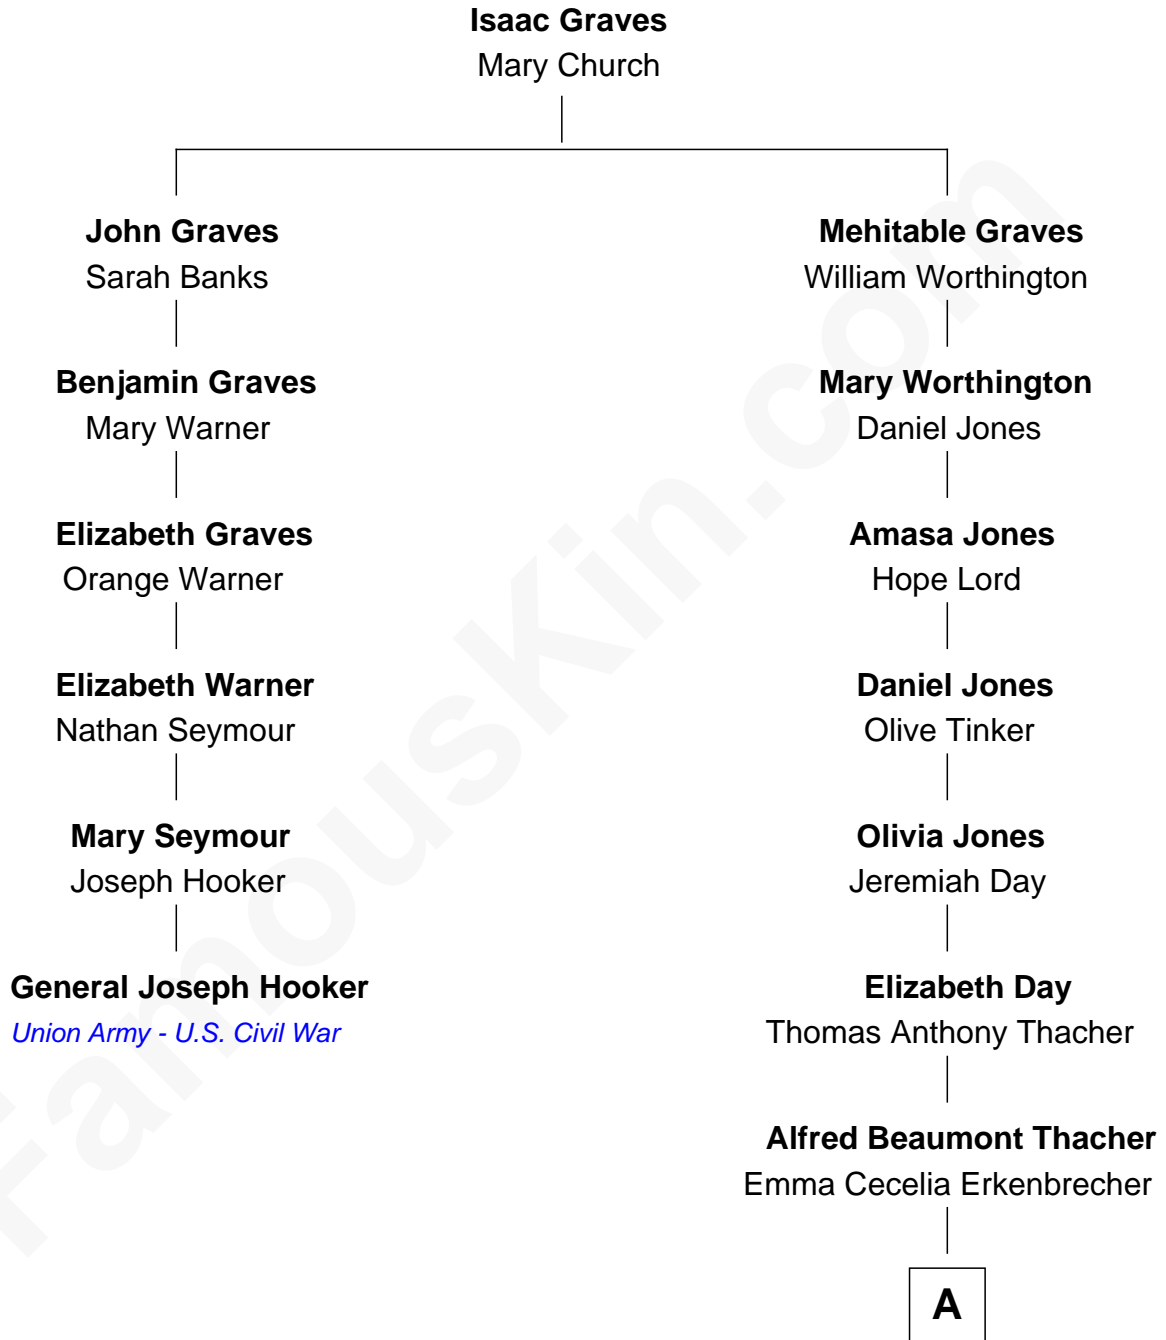 Isaac Graves
Mary Church
John Graves
Sarah Banks
Benjamin Graves
Mary Warner
Elizabeth Graves
Orange Warner
Elizabeth Warner
Nathan Seymour
Mary Seymour
Joseph Hooker
General Joseph Hooker
Union Army - U.S. Civil War
Mehitable Graves
William Worthington
Mary Worthington
Daniel Jones
Amasa Jones
Hope Lord
Daniel Jones
Olive Tinker
Olivia Jones
Jeremiah Day
Elizabeth Day
Thomas Anthony Thacher
Alfred Beaumont Thacher
Emma Cecelia Erkenbrecher
A
FamousKin.com